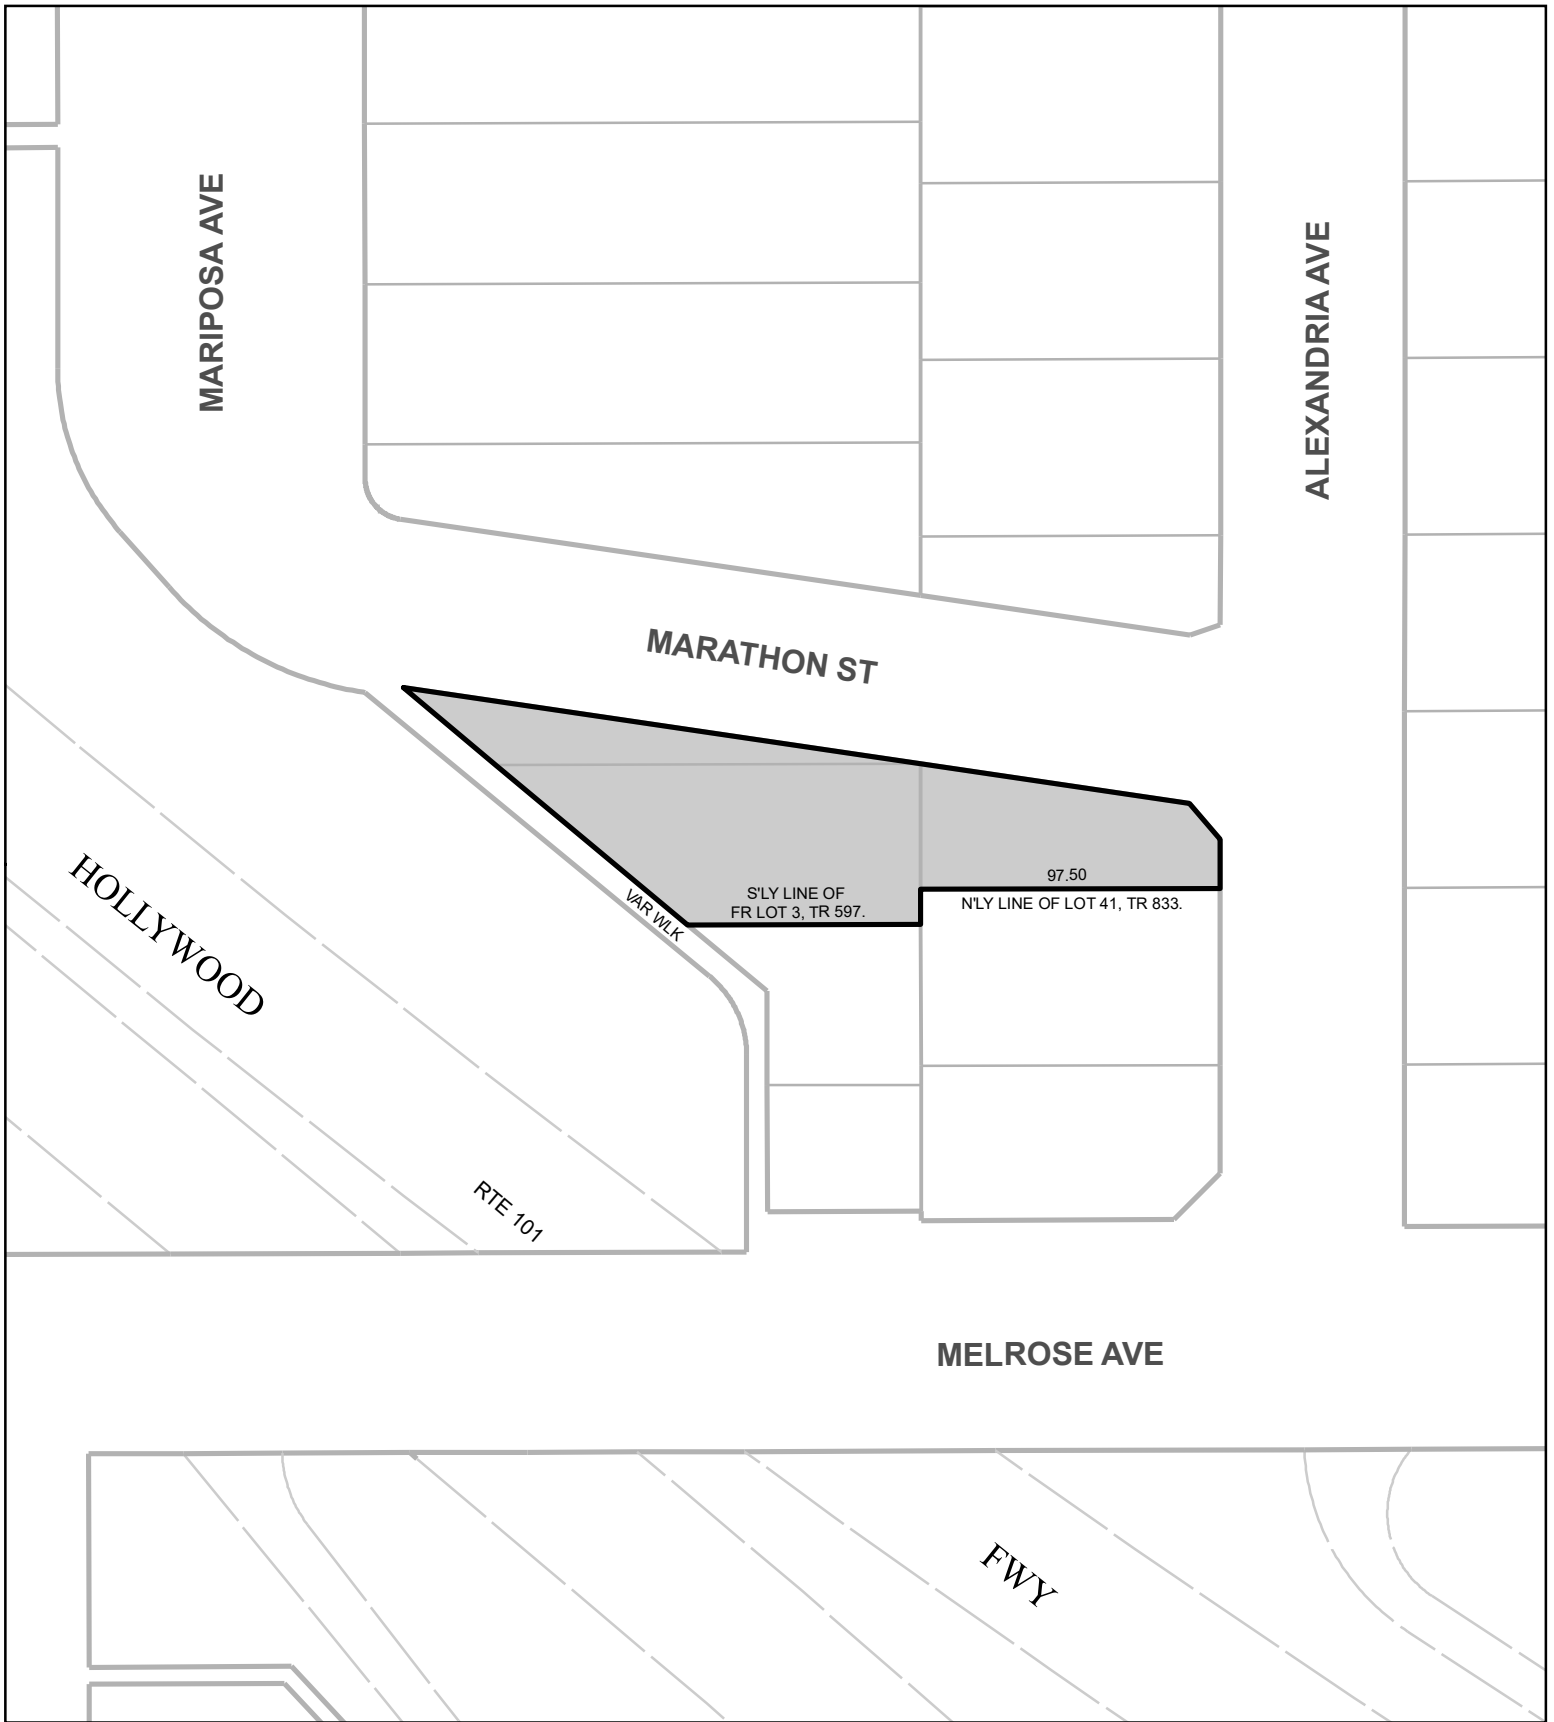 MARIPOSA AVE
ALEXANDRIA AVE
MARATHON ST
HOLLYWOOD
VAR WLK
S'LY LINE OF
FR LOT 3, TR 597.
97.50
N'LY LINE OF LOT 41, TR 833.
RTE 101
MELROSE AVE
FWY